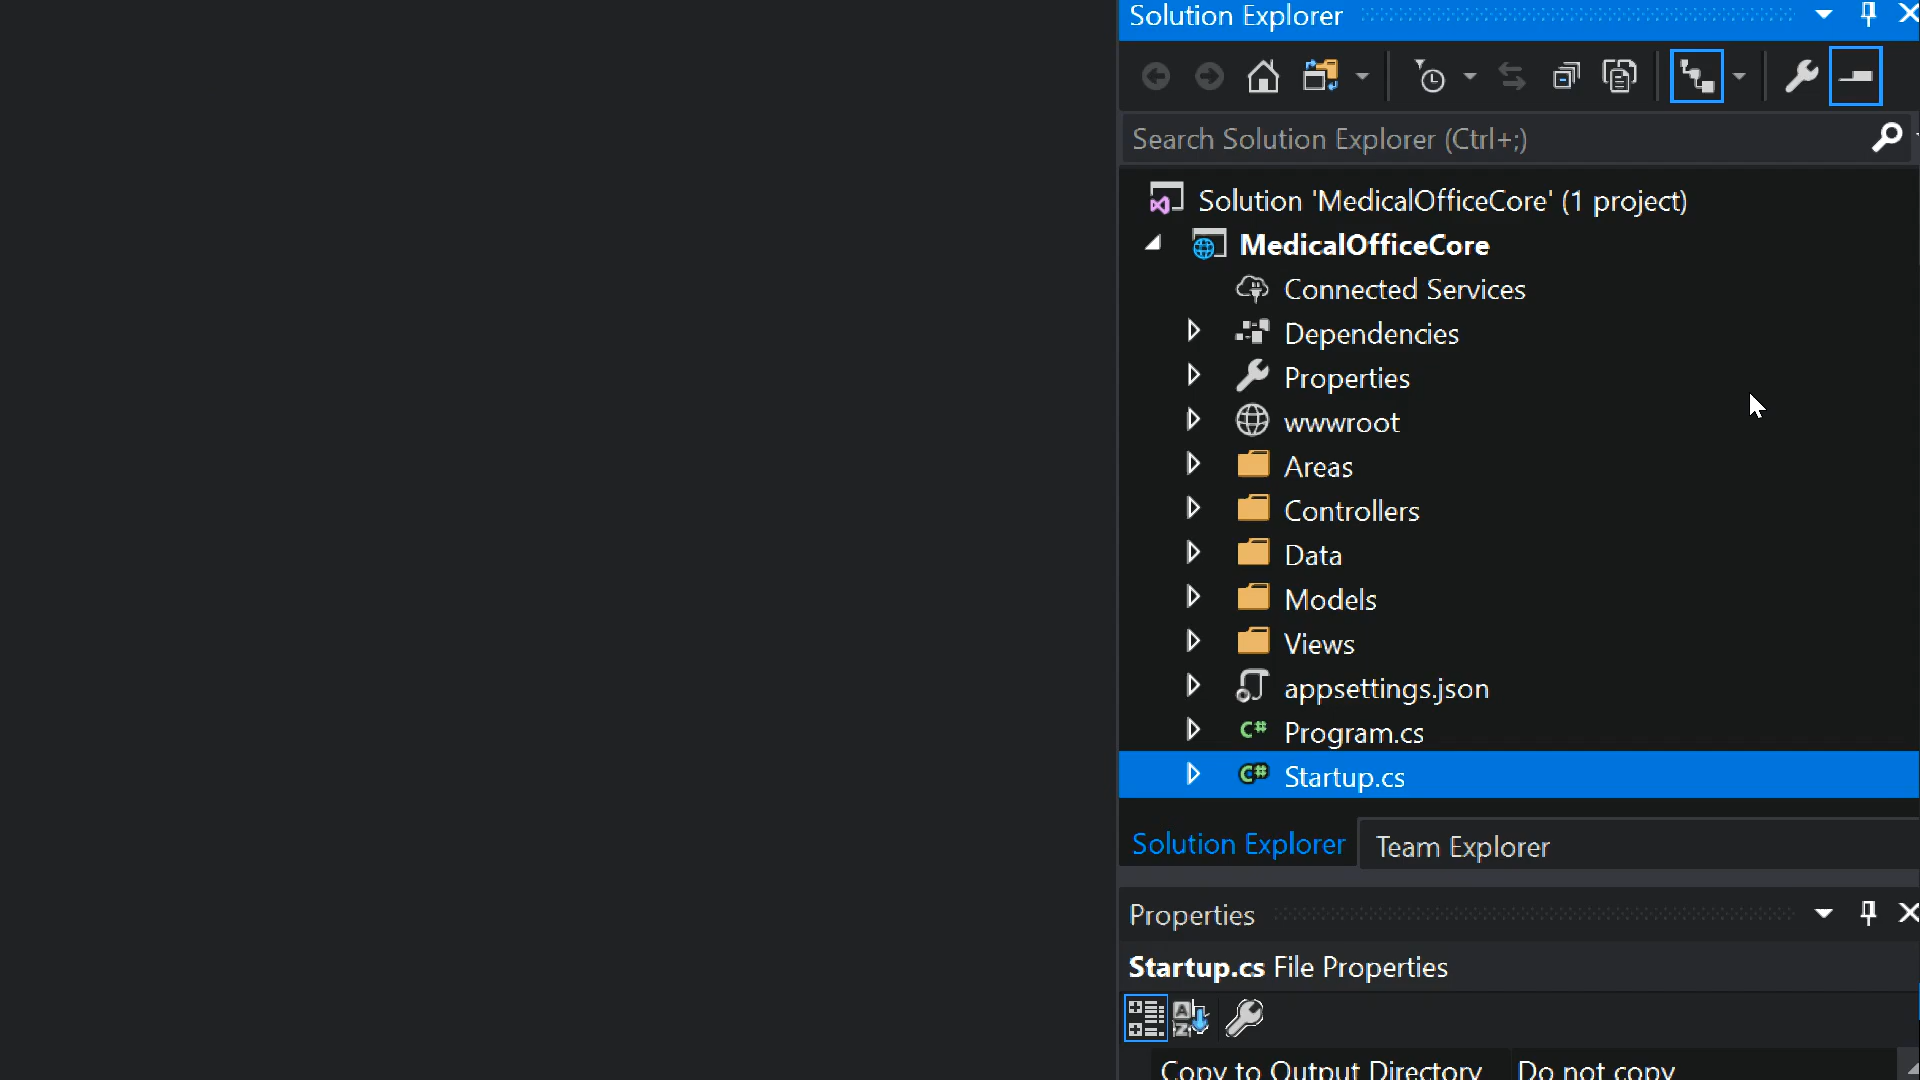 Solution Explorer
Search Solution Explorer (Ctrl+;)
Solution 'MedicalOfficeCore' (1 project)
MedicalOfficeCore
Connected Services
Dependencies
Properties
wwwroot
Areas
Controllers
Data
Models
Views
appsettings.json
C# Program.cs
C# Startup.cs
Solution Explorer Team Explorer
Properties
Startup.cs File Properties
Copy to Output Directory Do not copy